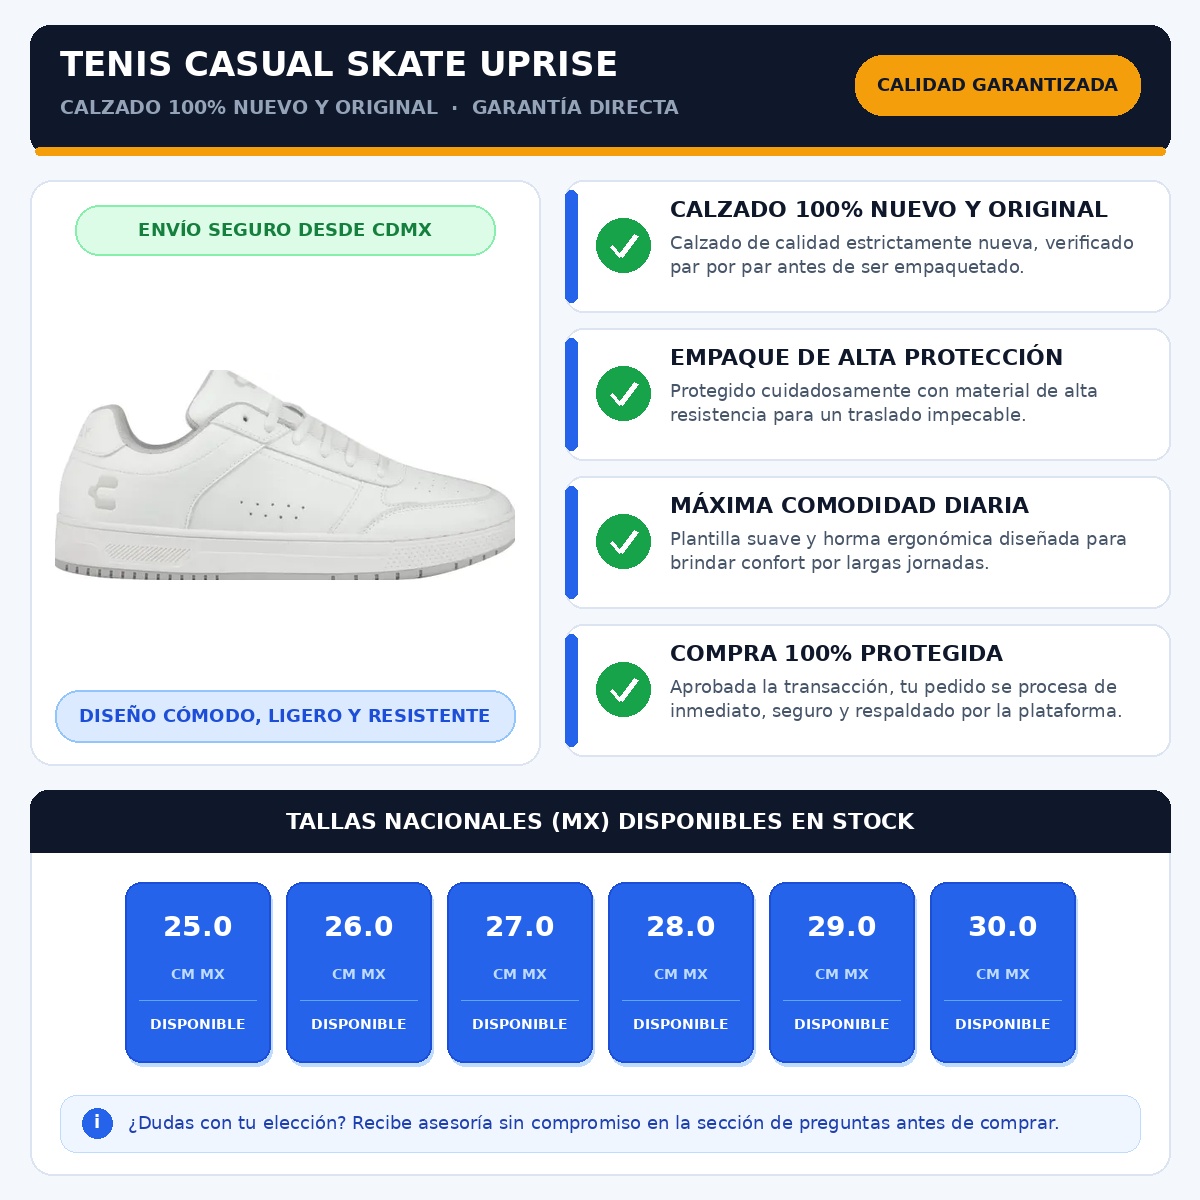 TENIS CASUAL SKATE UPRISE
CALZADO 100% NUEVO Y ORIGINAL · GARANTÍA DIRECTA
CALIDAD GARANTIZADA
ENVÍO SEGURO DESDE CDMX
DISEÑO CÓMODO, LIGERO Y RESISTENTE
CALZADO 100% NUEVO Y ORIGINAL
Calzado de calidad estrictamente nueva, verificado
par por par antes de ser empaquetado.
EMPAQUE DE ALTA PROTECCIÓN
Protegido cuidadosamente con material de alta
resistencia para un traslado impecable.
MÁXIMA COMODIDAD DIARIA
Plantilla suave y horma ergonómica diseñada para
brindar confort por largas jornadas.
COMPRA 100% PROTEGIDA
Aprobada la transacción, tu pedido se procesa de
inmediato, seguro y respaldado por la plataforma.
TALLAS NACIONALES (MX) DISPONIBLES EN STOCK
25.0 26.0 27.0 28.0 29.0 30.0
CM MX CM MX CM MX CM MX CM MX CM MX
DISPONIBLE DISPONIBLE DISPONIBLE DISPONIBLE DISPONIBLE DISPONIBLE
i ¿Dudas con tu elección? Recibe asesoría sin compromiso en la sección de preguntas antes de comprar.